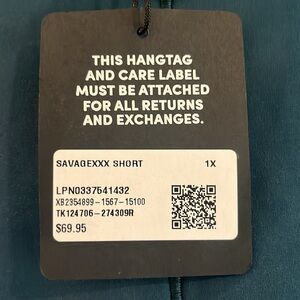 THIS HANGTAG
AND CARE LABEL
MUST BE ATTACHED
FOR ALL RETURNS
AND EXCHANGES.
SAVAGEXXX SHORT 1X
LPN0337541432
XB2354899-1567-15100
TK124706-274309R
$69.95